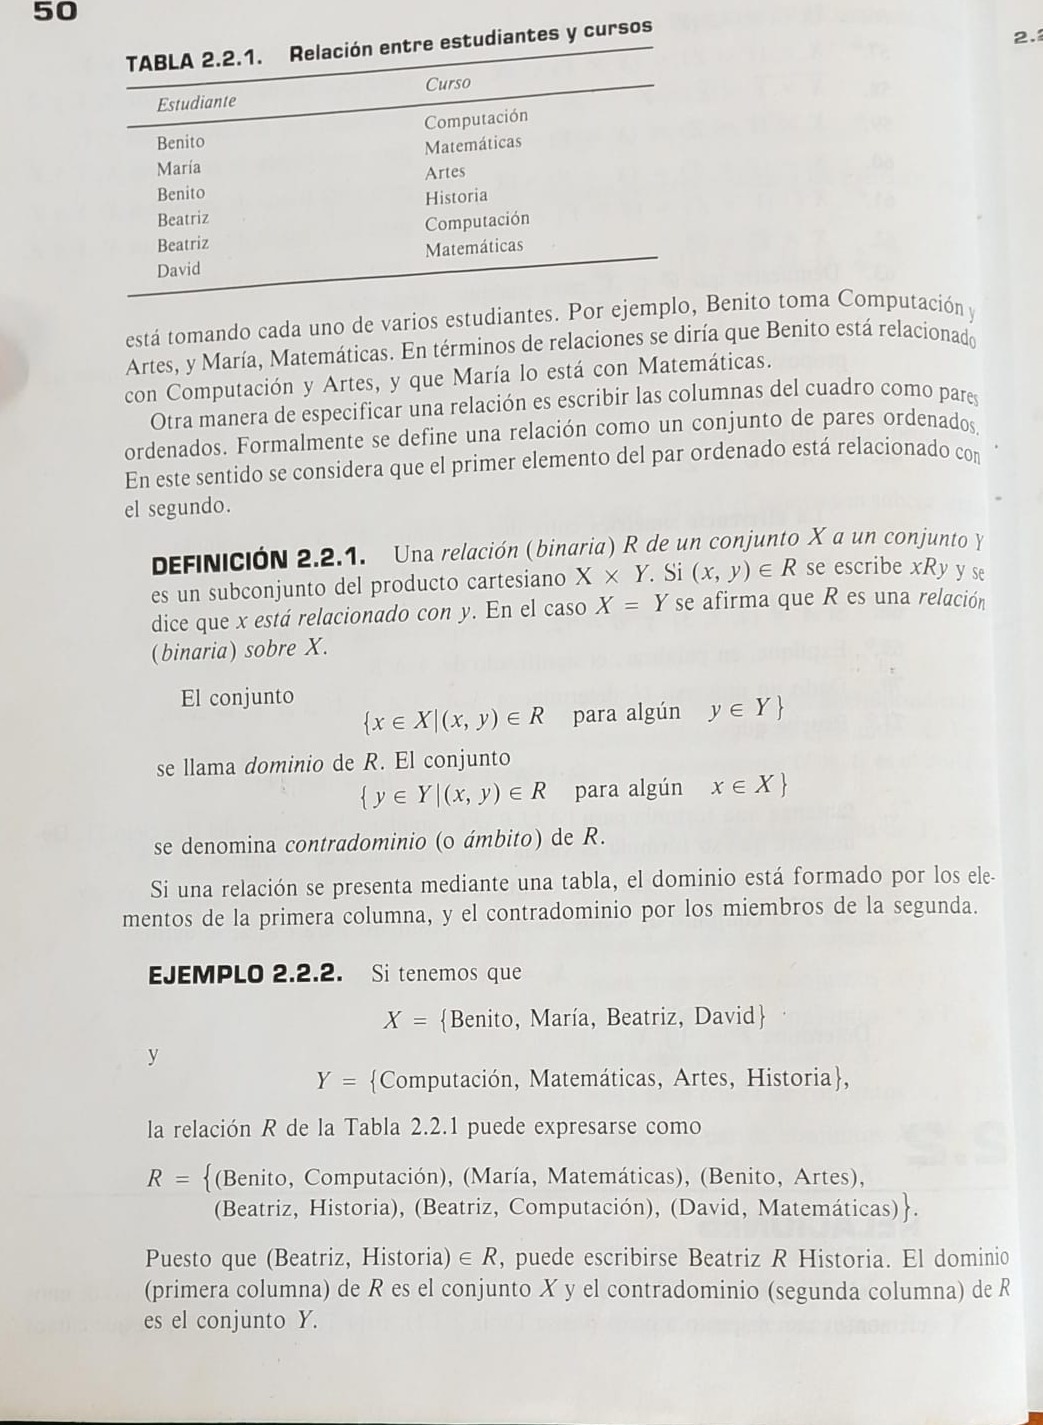 50
2.2
TABLA 2.2.1. Relación entre estudiantes y cursos
Estudiante Curso
Benito Computación
María Matemáticas
Benito Artes
Beatriz Historia
Beatriz Computación
David Matemáticas
está tomando cada uno de varios estudiantes. Por ejemplo, Benito toma Computación y
Artes, y María, Matemáticas. En términos de relaciones se diría que Benito está relacionado
con Computación y Artes, y que María lo está con Matemáticas.
Otra manera de especificar una relación es escribir las columnas del cuadro como pares
ordenados. Formalmente se define una relación como un conjunto de pares ordenados.
En este sentido se considera que el primer elemento del par ordenado está relacionado con
el segundo.
DEFINICIÓN 2.2.1. Una relación (binaria) R de un conjunto X a un conjunto Y
es un subconjunto del producto cartesiano X × Y. Si (x, y) ∈ R se escribe xRy y se
dice que x está relacionado con y. En el caso X = Y se afirma que R es una relación
(binaria) sobre X.
El conjunto
{x ∈ X|(x, y) ∈ R para algún y ∈ Y}
se llama dominio de R. El conjunto
{y ∈ Y|(x, y) ∈ R para algún x ∈ X}
se denomina contradominio (o ámbito) de R.
Si una relación se presenta mediante una tabla, el dominio está formado por los ele-
mentos de la primera columna, y el contradominio por los miembros de la segunda.
EJEMPLO 2.2.2. Si tenemos que
X = {Benito, María, Beatriz, David}
y
Y = {Computación, Matemáticas, Artes, Historia},
la relación R de la Tabla 2.2.1 puede expresarse como
R = {(Benito, Computación), (María, Matemáticas), (Benito, Artes),
(Beatriz, Historia), (Beatriz, Computación), (David, Matemáticas)}.
Puesto que (Beatriz, Historia) ∈ R, puede escribirse Beatriz R Historia. El dominio
(primera columna) de R es el conjunto X y el contradominio (segunda columna) de R
es el conjunto Y.